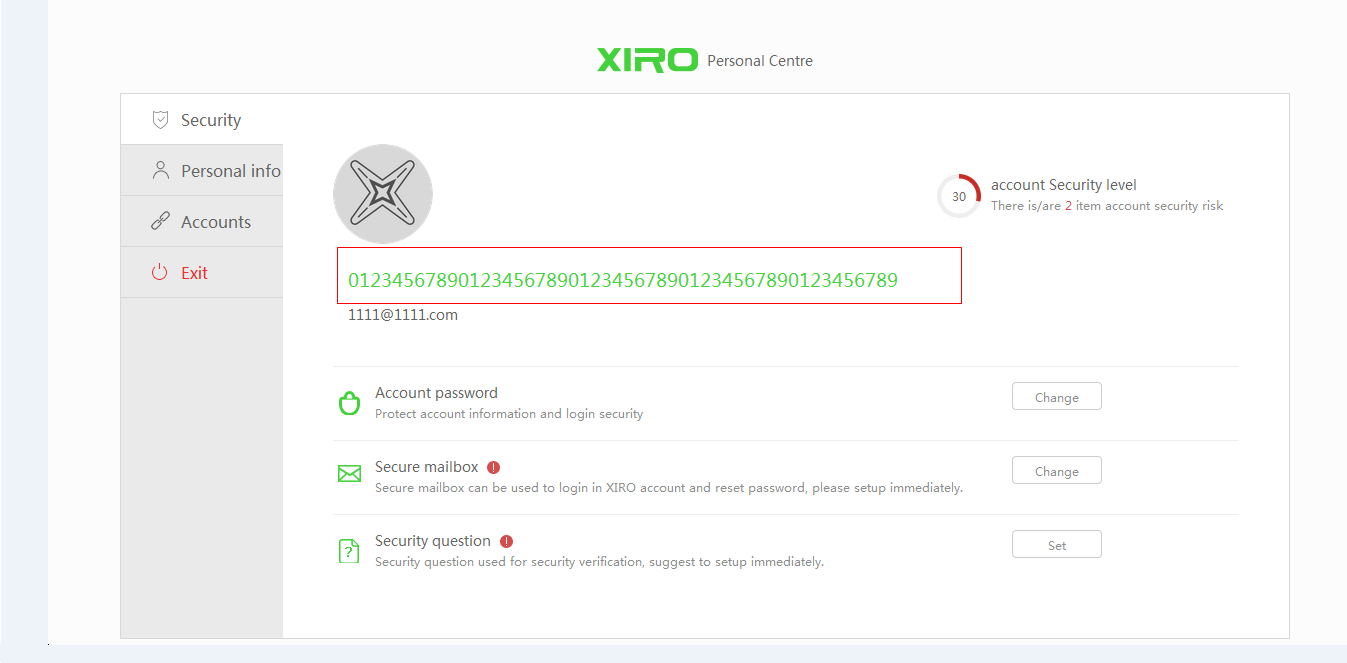 XIRO Personal Centre
Security
Personal info
Accounts
Exit
30
account Security level
There is/are 2 item account security risk
01234567890123456789012345678901234567890123456789
1111@1111.com
Account password
Protect account information and login security
Change
Secure mailbox
Secure mailbox can be used to login in XIRO account and reset password, please setup immediately.
Change
Security question
Security question used for security verification, suggest to setup immediately.
Set